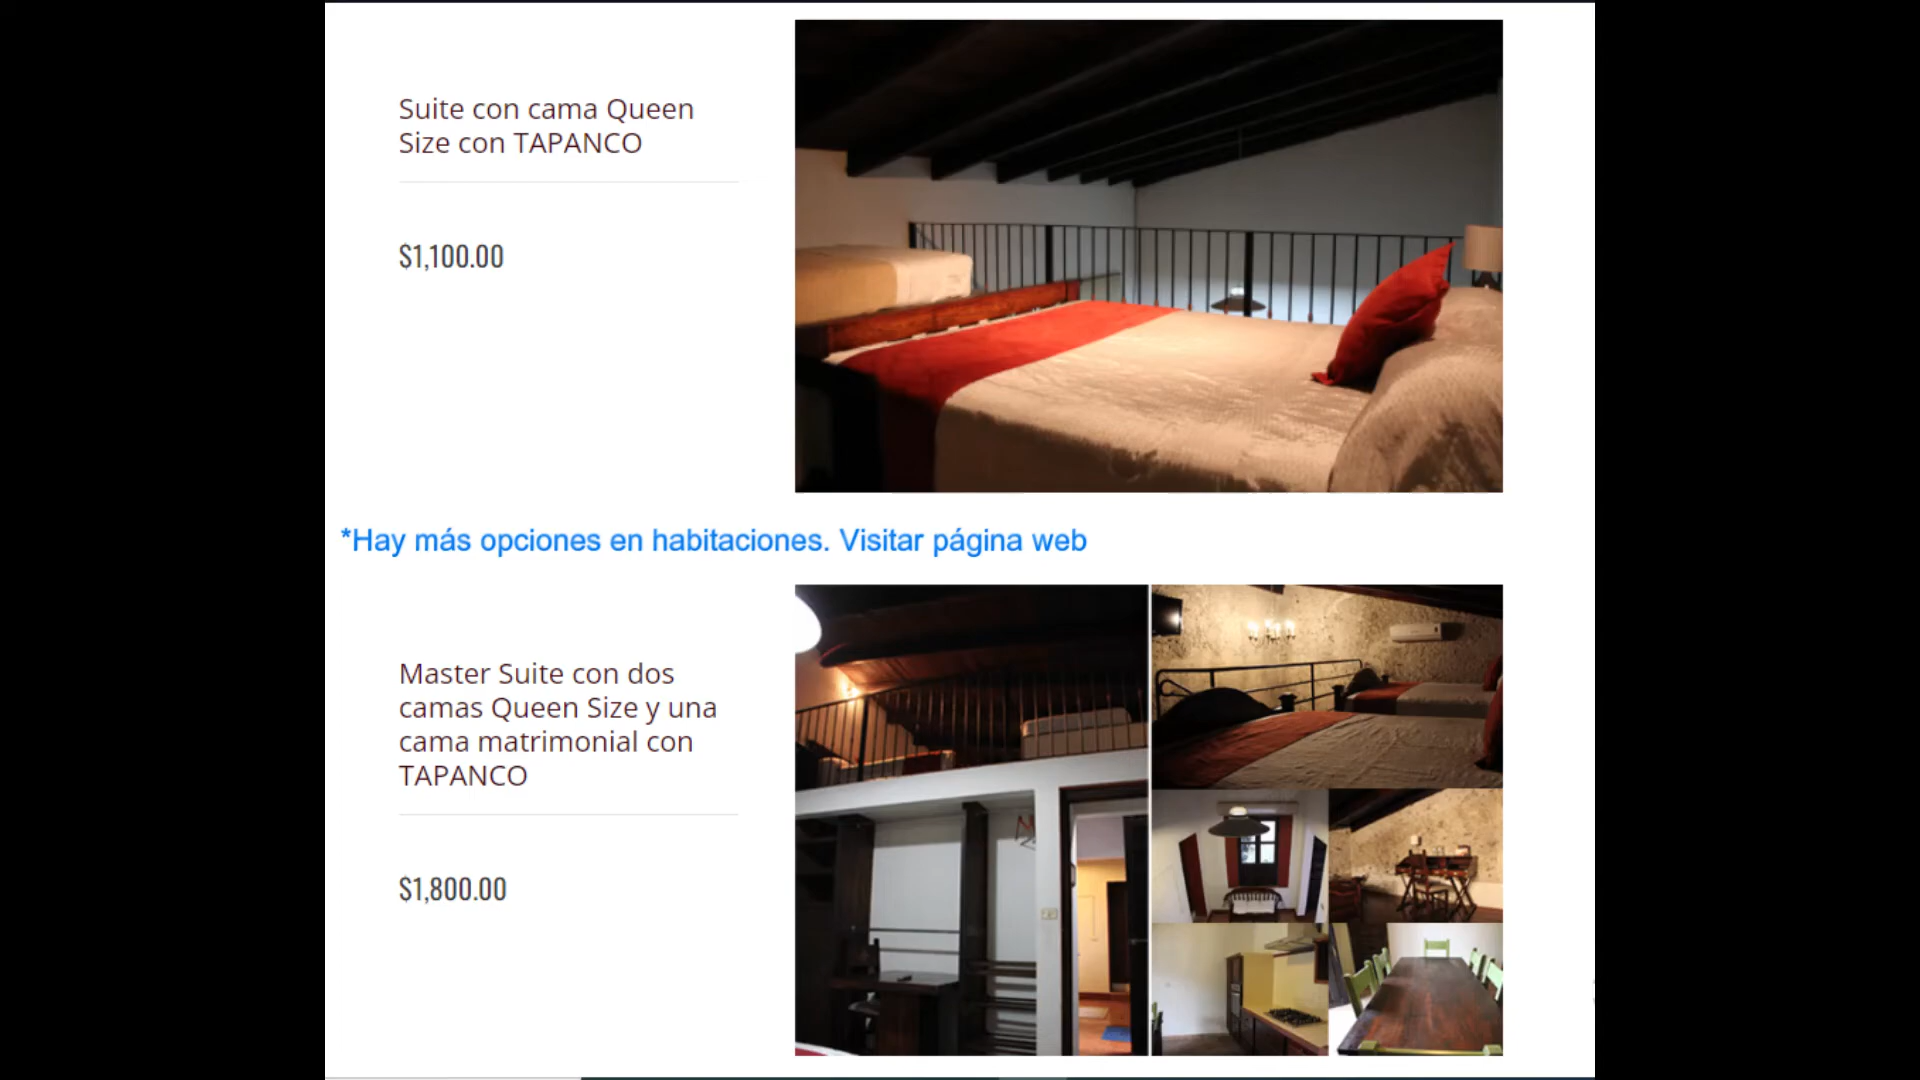 Suite con cama Queen
Size con TAPANCO
$1,100.00
*Hay más opciones en habitaciones. Visitar página web
Master Suite con dos
camas Queen Size y una
cama matrimonial con
TAPANCO
$1,800.00